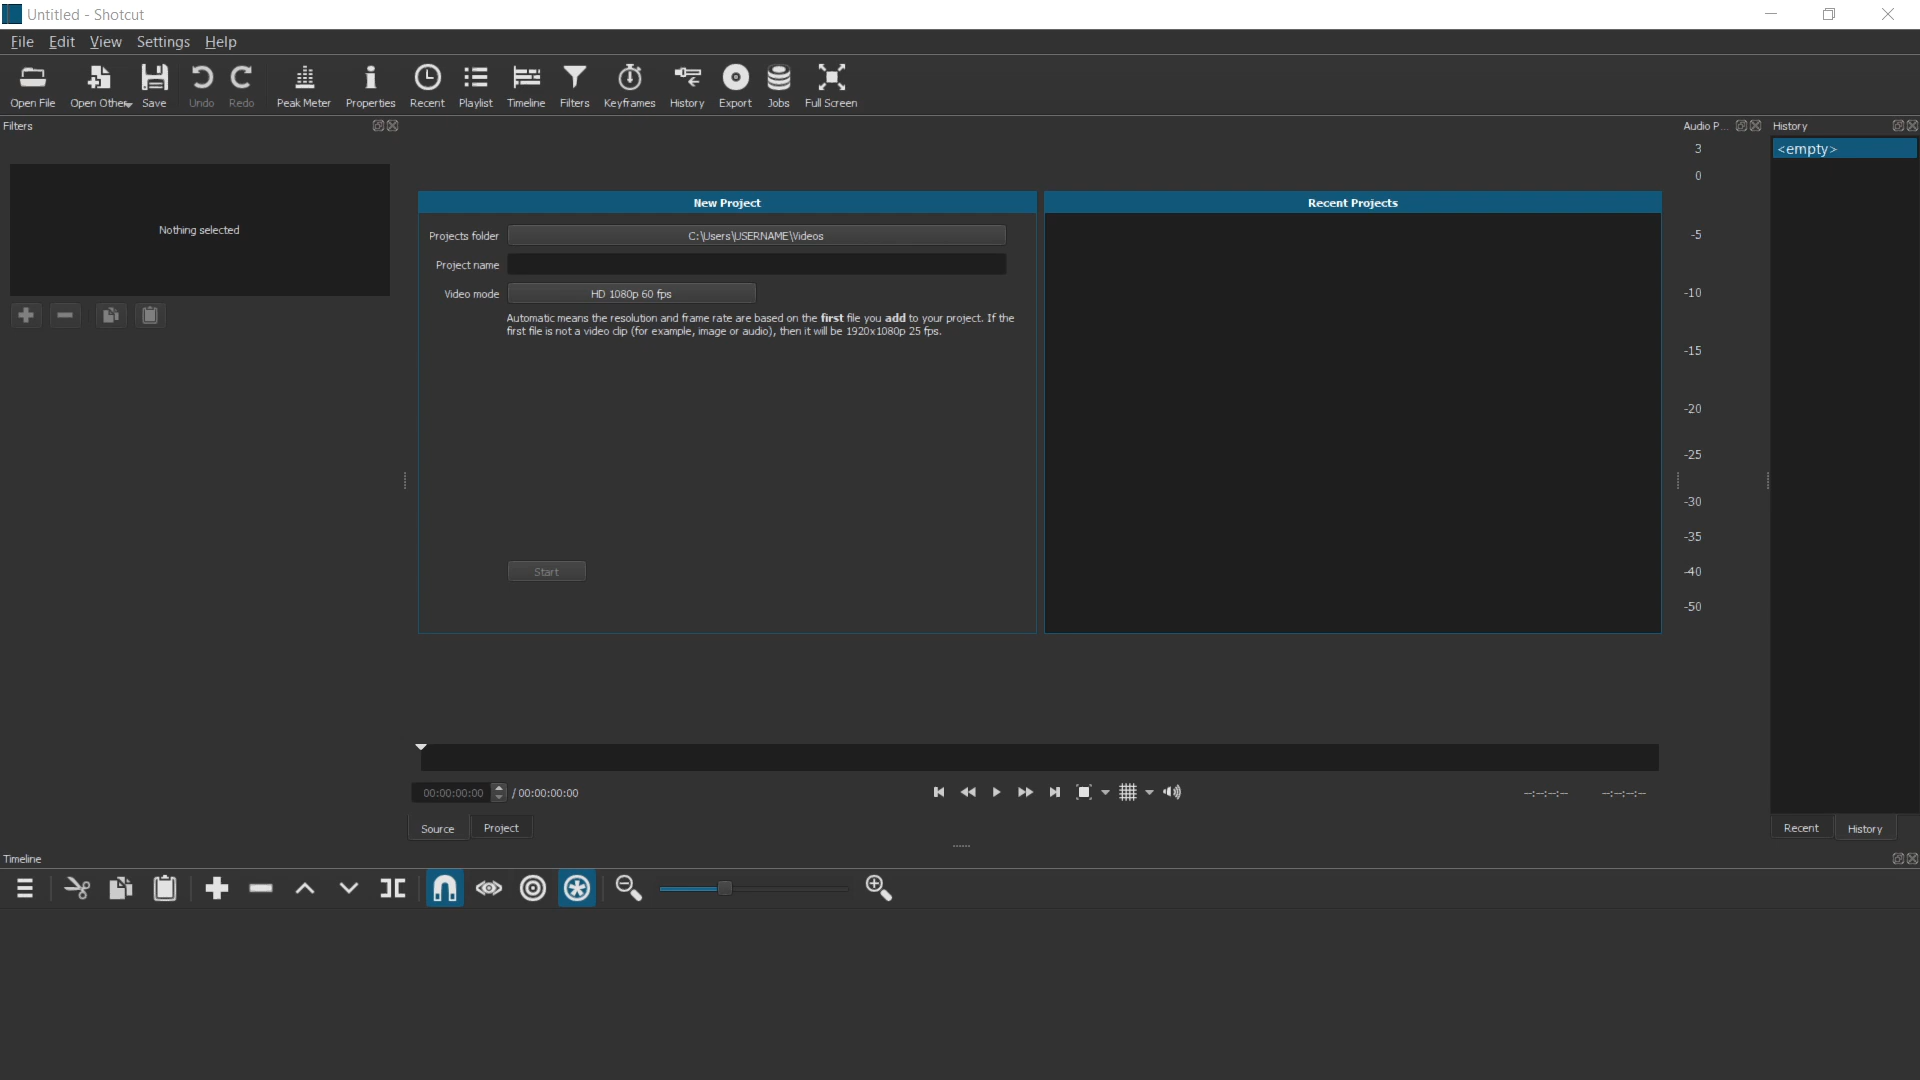 Untitled - Shotcut
File Edit View Settings Help
Open File Open Other Save Undo Redo Peak Meter Properties Recent Playlist Timeline Filters Keyframes History Export Jobs Full Screen
Filters
Nothing selected
New Project
Projects folder C:\Users\USERNAME\Videos
Project name
Video mode HD 1080p 60 fps
Automatic means the resolution and frame rate are based on the first file you add to your project. If the
first file is not a video clip (for example, image or audio), then it will be 1920x1080p 25 fps.
Start
Recent Projects
Audio P...
3
0
-5
-10
-15
-20
-25
-30
-35
-40
-50
History
<empty>
00:00:00:00 / 00:00:00:00
--:--:--:-- --:--:--:--
Source Project
Recent History
Timeline